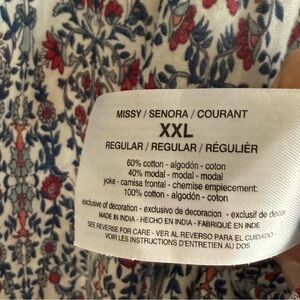 MISSY / SENORA / COURANT
XXL
REGULAR / REGULAR / RÉGULIÈR
60% cotton - algodón - coton
40% modal - modal - modal
yoke - camisa frontal - chemise empiecement:
100% cotton - algodón - coton
exclusive of decoration - exclusivo de decoracion - exclusif de decor
MADE IN INDIA - HECHO EN INDIA - FABRIQUÉ EN INDE
SEE REVERSE FOR CARE - VER AL REVERSO PARA EL CUIDADO -
VOIR LES INSTRUCTIONS D'ENTRETIEN AU DOS